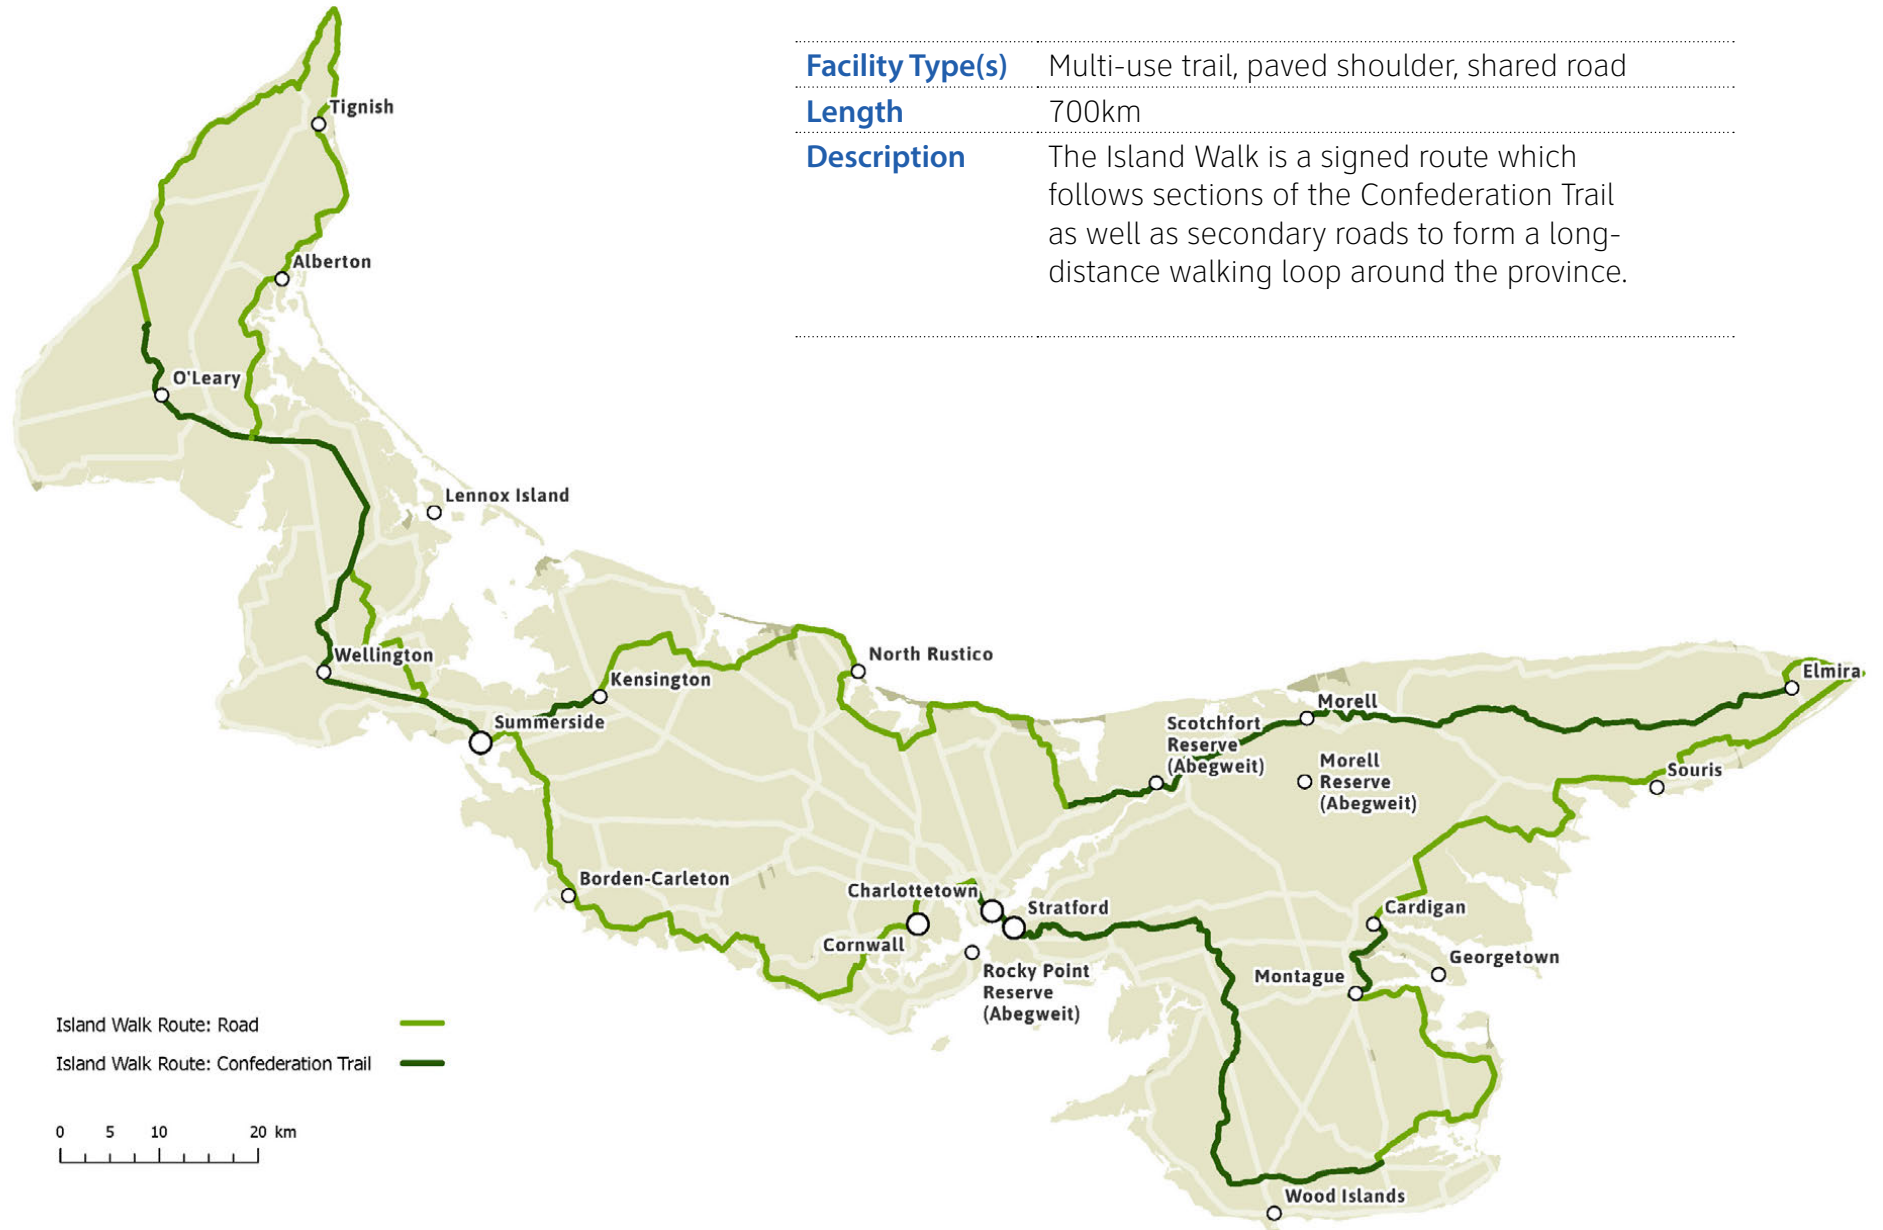 Facility Type(s) Multi-use trail, paved shoulder, shared road
Length 700km
Description The Island Walk is a signed route which
follows sections of the Confederation Trail
as well as secondary roads to form a long-
distance walking loop around the province.
Tignish
Alberton
O'Leary
Lennox Island
Wellington
Summerside
Kensington
North Rustico
Borden-Carleton
Charlottetown
Cornwall
Stratford
Rocky Point
Reserve
(Abegweit)
Scotchfort
Reserve
(Abegweit)
Morell
Morell
Reserve
(Abegweit)
Elmira
Souris
Cardigan
Georgetown
Montague
Wood Islands
Island Walk Route: Road
Island Walk Route: Confederation Trail
0 5 10 20 km